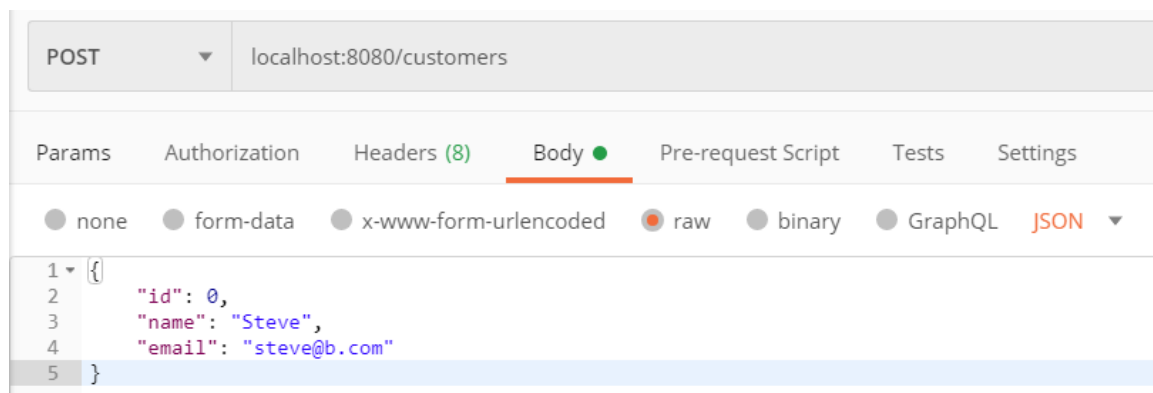 POST localhost:8080/customers
Params Authorization Headers (8) Body Pre-request Script Tests Settings
none form-data x-www-form-urlencoded raw binary GraphQL JSON
1 {
2 "id": 0,
3 "name": "Steve",
4 "email": "steve@b.com"
5 }